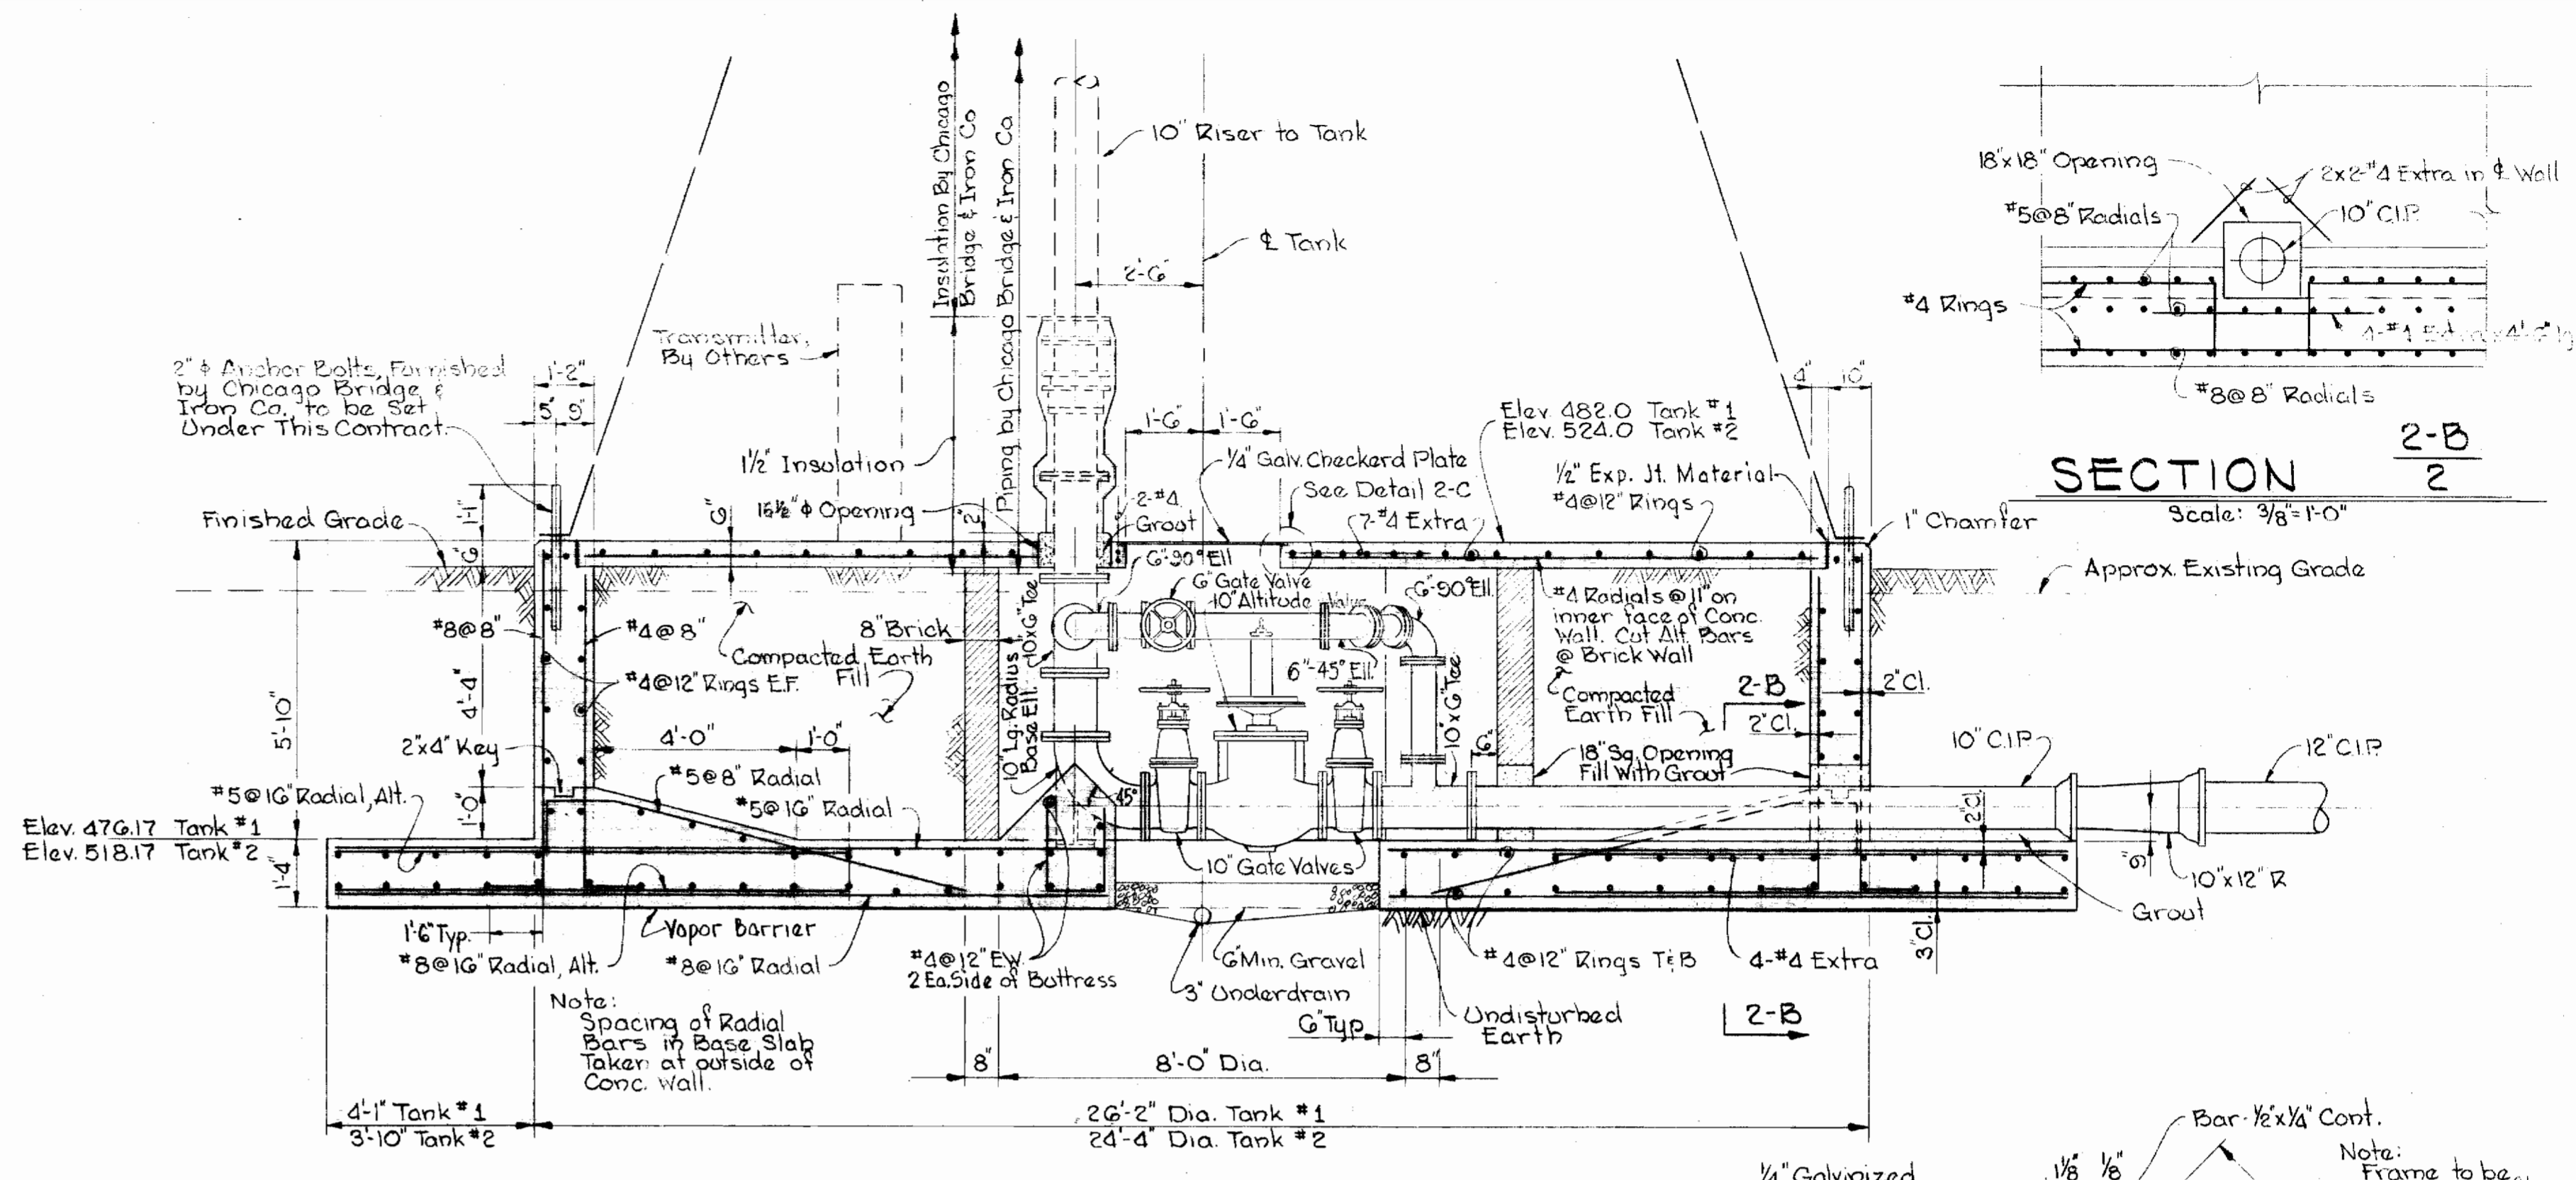 Insulation By Chicago
Bridge & Iron Co
Piping by Chicago Bridge & Iron Co
10" Riser to Tank
℄ Tank
2'-6"
Transmitter,
By Others
2" ϕ Anchor Bolts, Furnished
by Chicago Bridge &
Iron Co., to be Set
Under This Contract.
1'-2"
5" 9"
1½" Insulation
1'-6" 1'-6"
¼" Galv. Checkerd Plate
See Detail 2-C
7-#4 Extra
Elev. 482.0 Tank #1
Elev. 524.0 Tank #2
½" Exp. Jt. Material
#4@12" Rings
4" 10"
1" Chamfer
Approx. Existing Grade
Finished Grade
1'-1"
6"
6"
2"
ϕ Opening
2-#4
Grout
6"-90° Ell
6" Gate Valve
10" Altitude Valve
6"-90° Ell.
#8@8"
#4@8"
#4@12" Rings E.F.
Compacted Earth
Fill
8" Brick
10"x6" Tee
10" Lg. Radius
Base Ell.
6"-45° Ell.
10"x6" Tee
6"
45°
#4 Radials @ 11" on
inner face of Conc.
Wall. Cut Alt. Bars
@ Brick Wall
Compacted
Earth Fill
2-B
2" Cl.
2" Cl.
18" Sq. Opening
Fill With Grout
10" C.I.P.
12" C.I.P.
5'-10"
4'-4"
1'-0"
2"x4" Key
4'-0" 1'-0"
#5@8" Radial
#5@16" Radial
#5@16" Radial, Alt.
Elev. 476.17 Tank #1
Elev. 518.17 Tank #2
1'-4"
10" Gate Valves
2" Cl.
9"
10"x12" R
Grout
3" Cl.
1'-6" Typ.
Vapor Barrier
#8@16" Radial, Alt.
#8@16" Radial
#4@12" E.W.
2 Ea. Side of Buttress
6" Min. Gravel
3" Underdrain
#4@12" Rings T&B
4-#4 Extra
Undisturbed
Earth
2-B
6" Typ.
Note:
Spacing of Radial
Bars in Base Slab
Taken at outside of
Conc. Wall.
8" 8'-0" Dia. 8"
4'-1" Tank #1
3'-10" Tank #2
26'-2" Dia. Tank #1
24'-4" Dia. Tank #2
18"x18" Opening
2x2-#4 Extra in ℄ Wall
#5@8" Radials
10" C.I.P.
#4 Rings
4-#4 Extra
#8@8" Radials
SECTION 2-B
2
Scale: 3/8"=1'-0"
Bar-½"x¼" Cont.
Note:
Frame to be
¼" Galvinized
1⅛" ⅛"